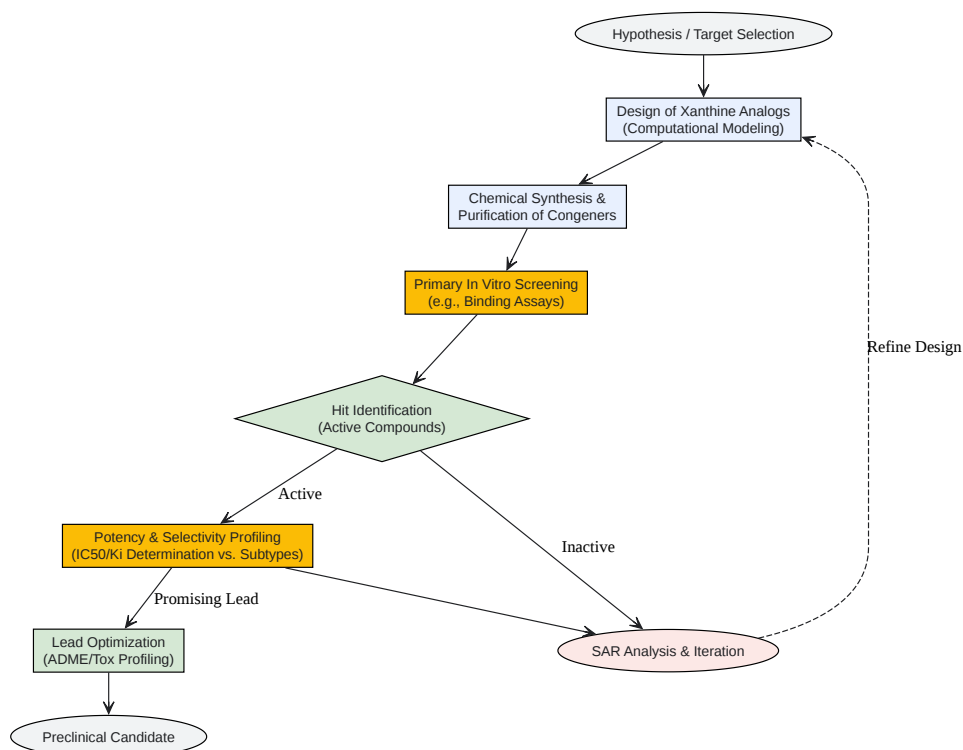 Hypothesis / Target Selection
Design of Xanthine Analogs
(Computational Modeling)
Chemical Synthesis &
Purification of Congeners
Primary In Vitro Screening
(e.g., Binding Assays)
Refine Design
Hit Identification
(Active Compounds)
Active
Potency & Selectivity Profiling
(IC50/Ki Determination vs. Subtypes)
Inactive
Promising Lead
Lead Optimization
(ADME/Tox Profiling)
SAR Analysis & Iteration
Preclinical Candidate